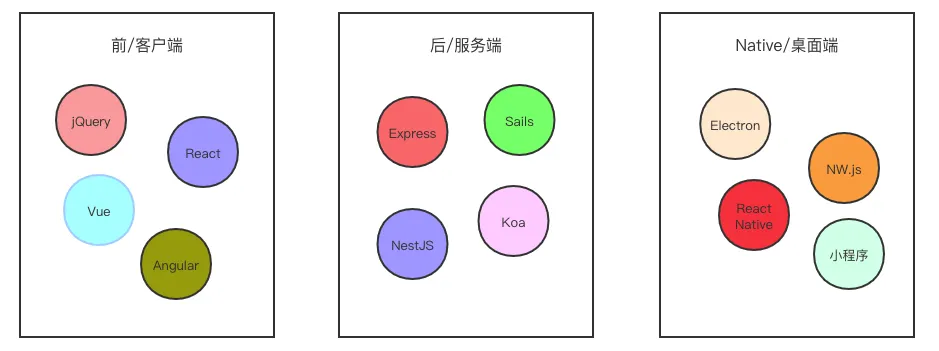 前/客户端
jQuery
React
Vue
Angular
后/服务端
Express
Sails
NestJS
Koa
Native/桌面端
Electron
NW.js
React
Native
小程序